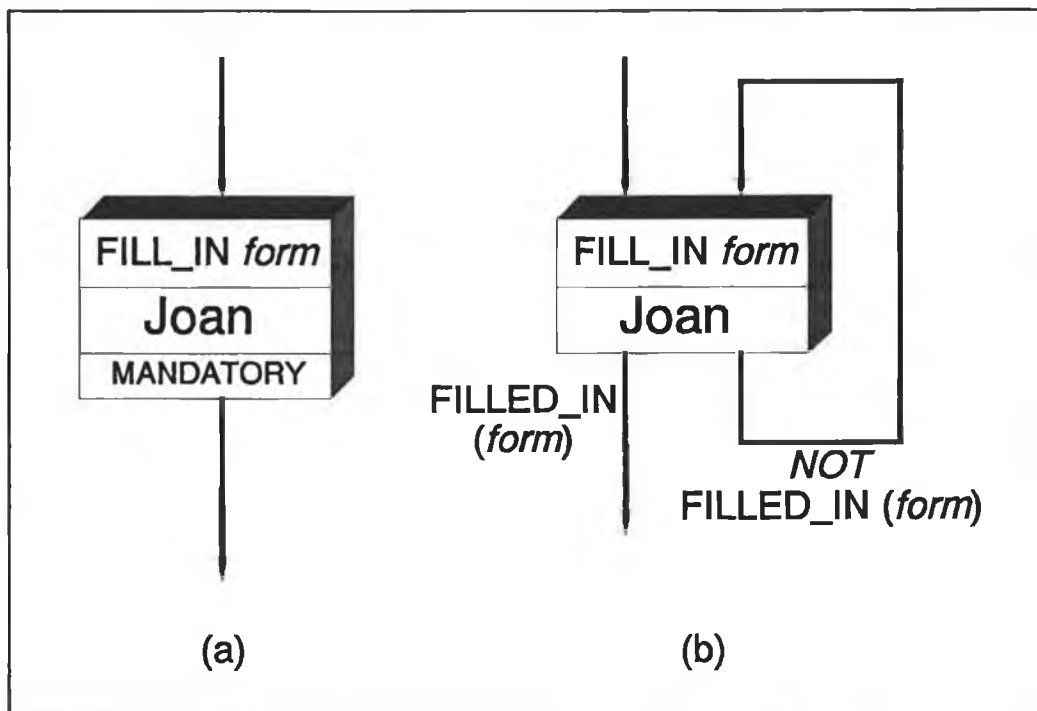 FILL_IN form
Joan
MANDATORY
(a)
FILL_IN form
Joan
FILLED_IN
(form)
NOT
FILLED_IN (form)
(b)